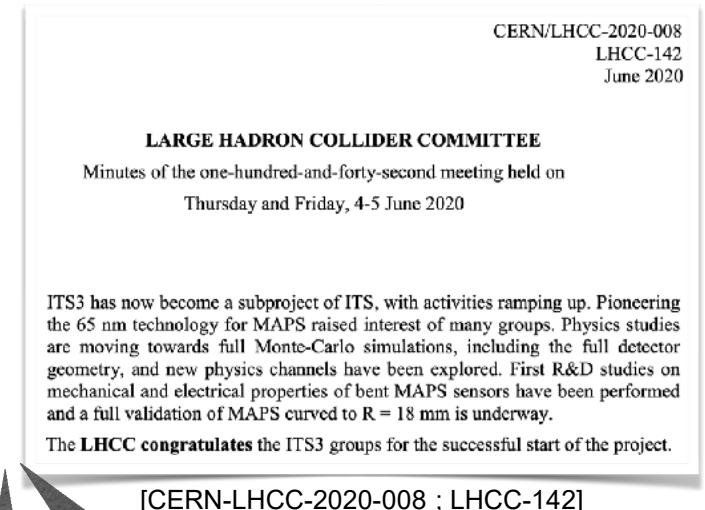 CERN/LHCC-2020-008
LHCC-142
June 2020
LARGE HADRON COLLIDER COMMITTEE
Minutes of the one-hundred-and-forty-second meeting held on
Thursday and Friday, 4-5 June 2020
ITS3 has now become a subproject of ITS, with activities ramping up. Pioneering
the 65 nm technology for MAPS raised interest of many groups. Physics studies
are moving towards full Monte-Carlo simulations, including the full detector
geometry, and new physics channels have been explored. First R&D studies on
mechanical and electrical properties of bent MAPS sensors have been performed
and a full validation of MAPS curved to R = 18 mm is underway.
The LHCC congratulates the ITS3 groups for the successful start of the project.
[CERN-LHCC-2020-008 ; LHCC-142]